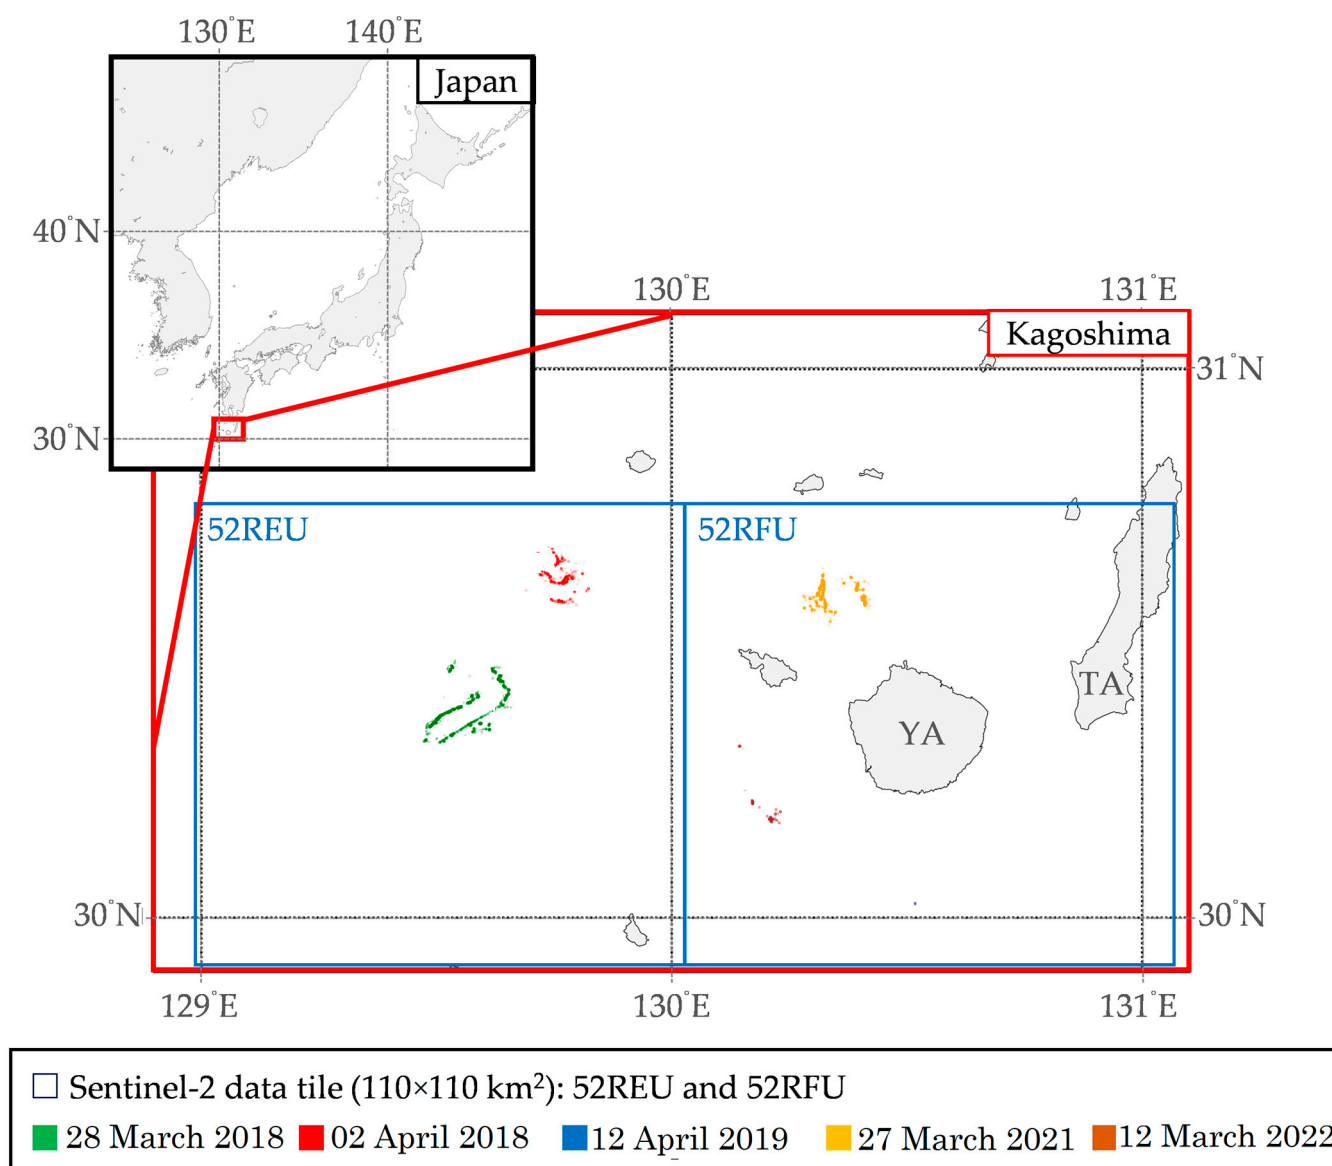 130°E 140°E
Japan
40°N
30°N
130°E 131°E
Kagoshima
31°N
52REU 52RFU
TA
YA
30°N 30°N
129°E 130°E 131°E
Sentinel-2 data tile (110×110 km²): 52REU and 52RFU
28 March 2018 02 April 2018 12 April 2019 27 March 2021 12 March 2022